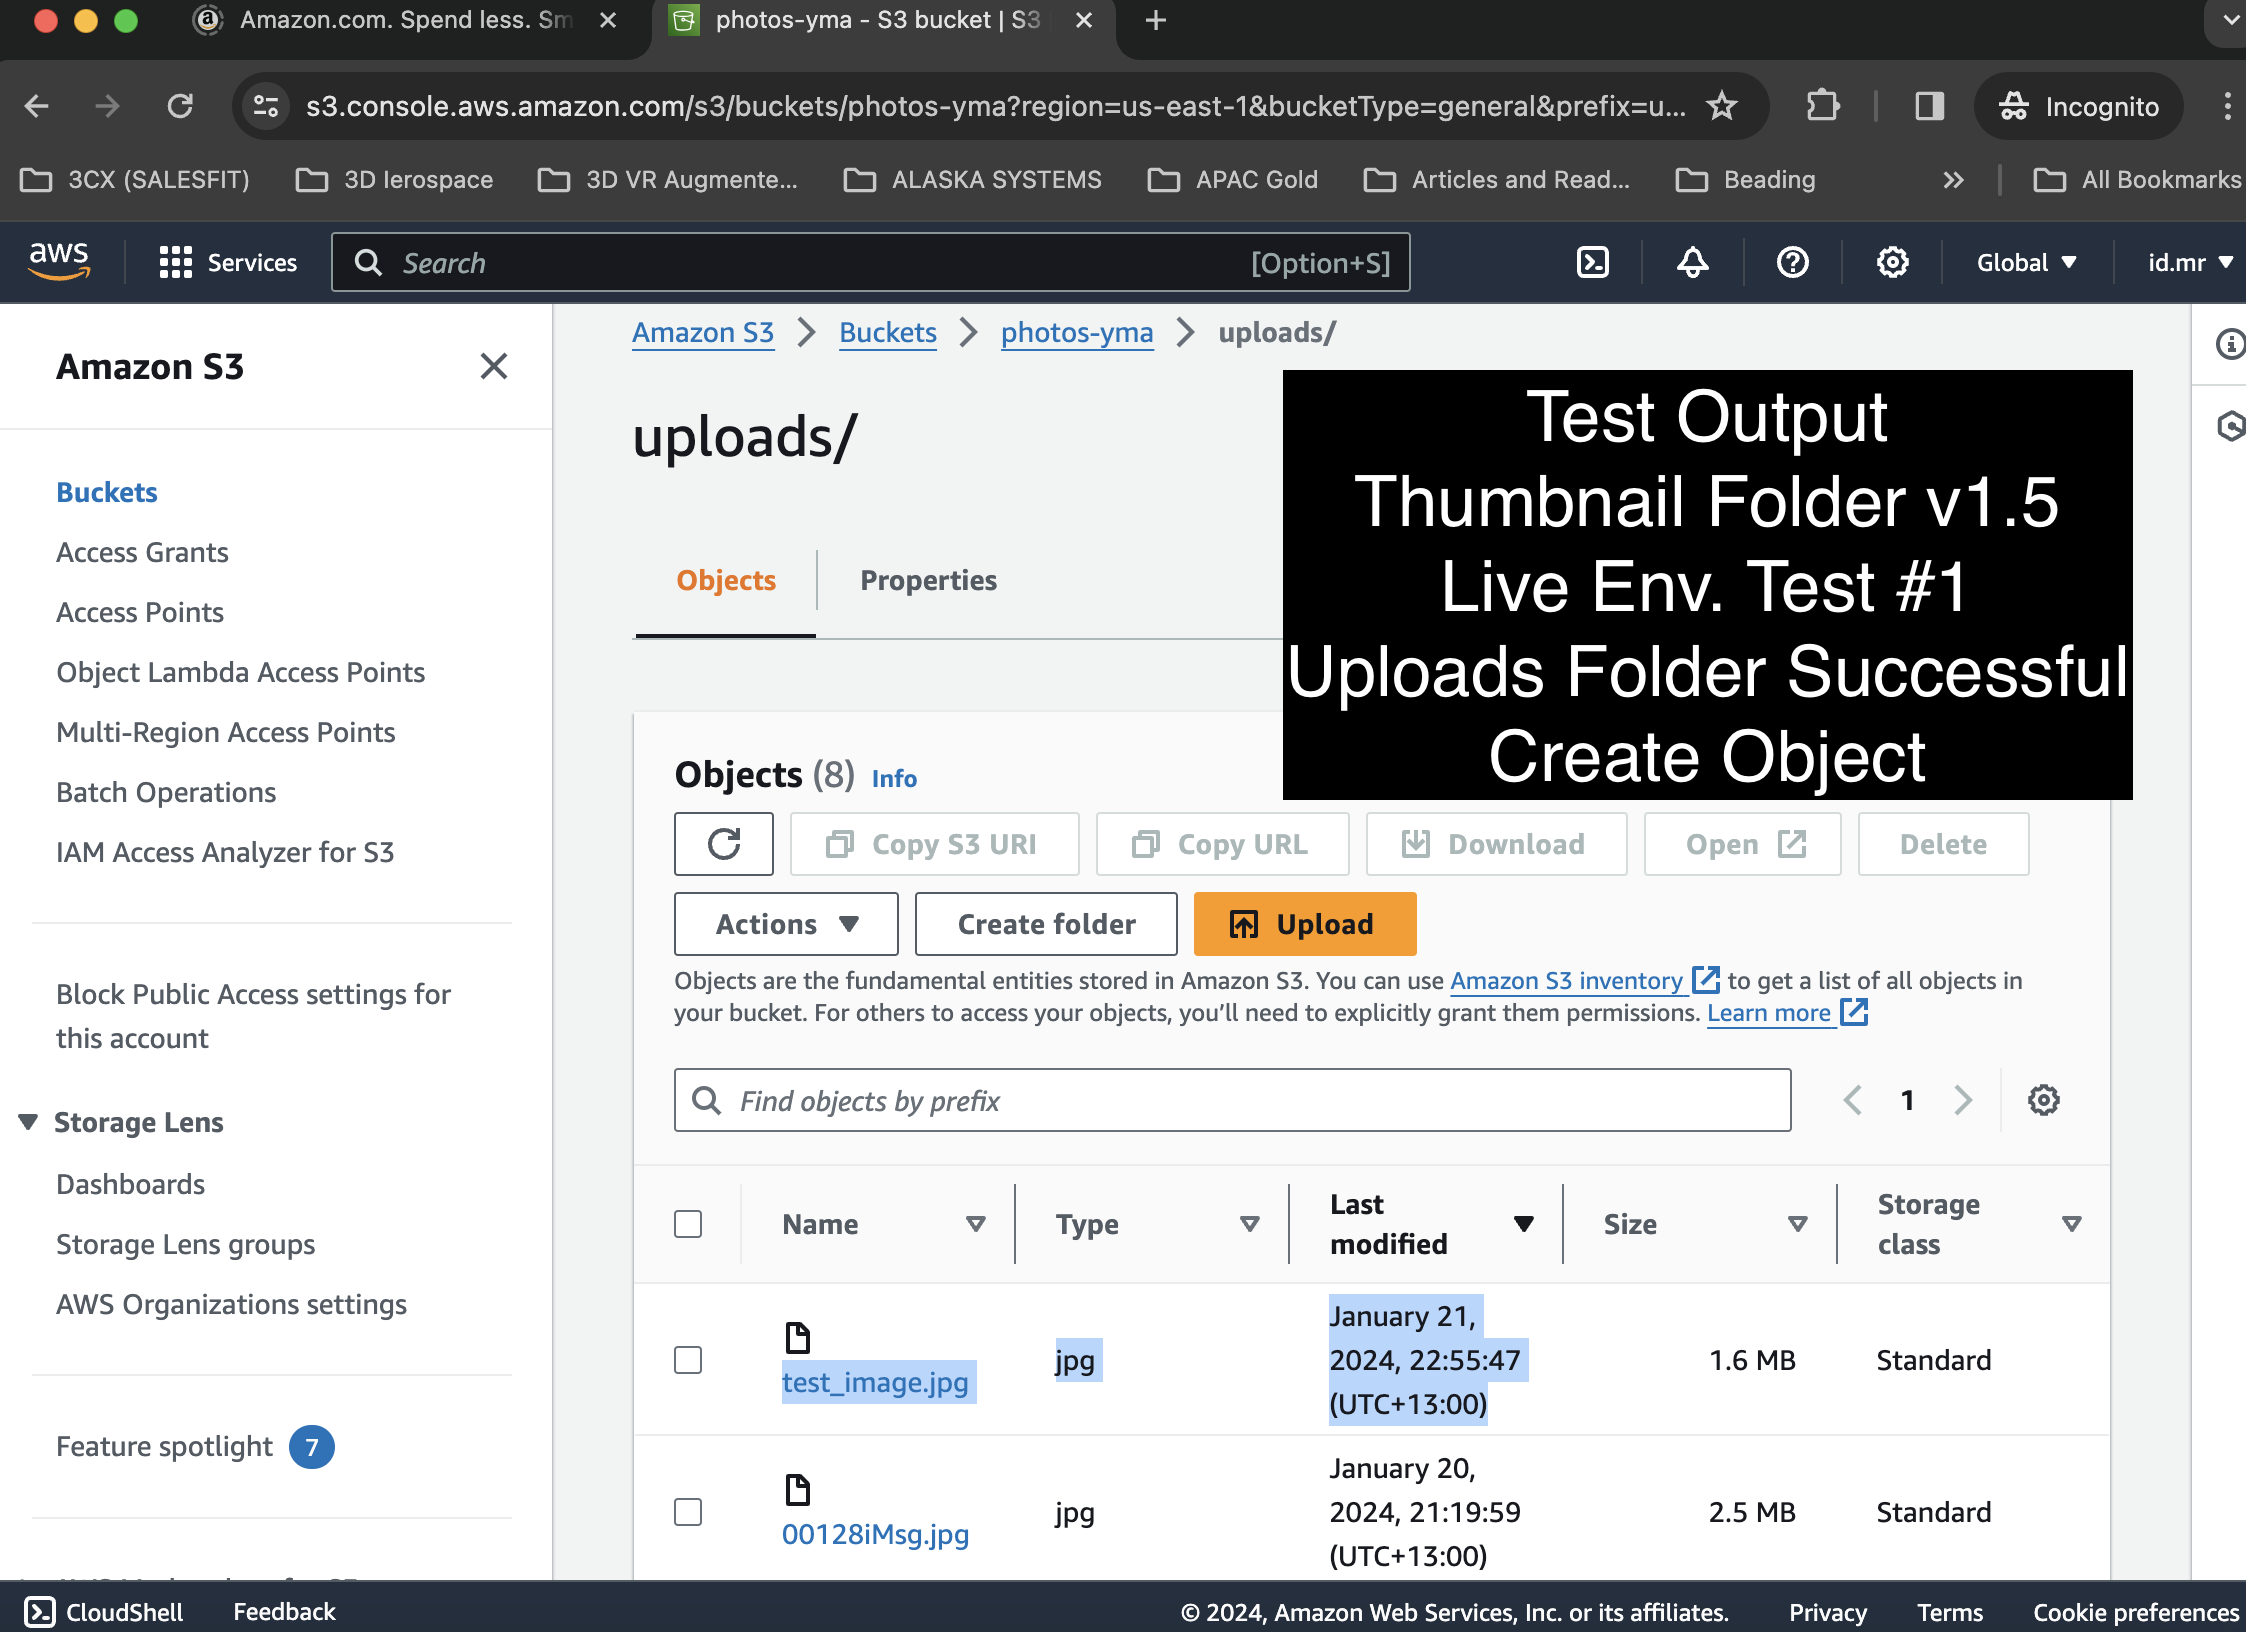 Amazon.com. Spend less. Sm
photos-yma - S3 bucket | S3
s3.console.aws.amazon.com/s3/buckets/photos-yma?region=us-east-1&bucketType=general&prefix=u...
Incognito
3CX (SALESFIT)
3D Ierospace
3D VR Augmente...
ALASKA SYSTEMS
APAC Gold
Articles and Read...
Beading
All Bookmarks
aws
Services
Search
[Option+S]
Global
id.mr
Amazon S3
Buckets
Access Grants
Access Points
Object Lambda Access Points
Multi-Region Access Points
Batch Operations
IAM Access Analyzer for S3
Block Public Access settings for
this account
Storage Lens
Dashboards
Storage Lens groups
AWS Organizations settings
Feature spotlight 7
Amazon S3 > Buckets > photos-yma > uploads/
uploads/
Test Output
Thumbnail Folder v1.5
Live Env. Test #1
Uploads Folder Successful
Create Object
Objects
Properties
Objects (8) Info
Copy S3 URI
Copy URL
Download
Open
Delete
Actions
Create folder
Upload
Objects are the fundamental entities stored in Amazon S3. You can use Amazon S3 inventory to get a list of all objects in
your bucket. For others to access your objects, you’ll need to explicitly grant them permissions. Learn more
Find objects by prefix
1
Name
Type
Last
modified
Size
Storage
class
test_image.jpg
jpg
January 21,
2024, 22:55:47
(UTC+13:00)
1.6 MB
Standard
00128iMsg.jpg
jpg
January 20,
2024, 21:19:59
(UTC+13:00)
2.5 MB
Standard
CloudShell
Feedback
© 2024, Amazon Web Services, Inc. or its affiliates.
Privacy
Terms
Cookie preferences